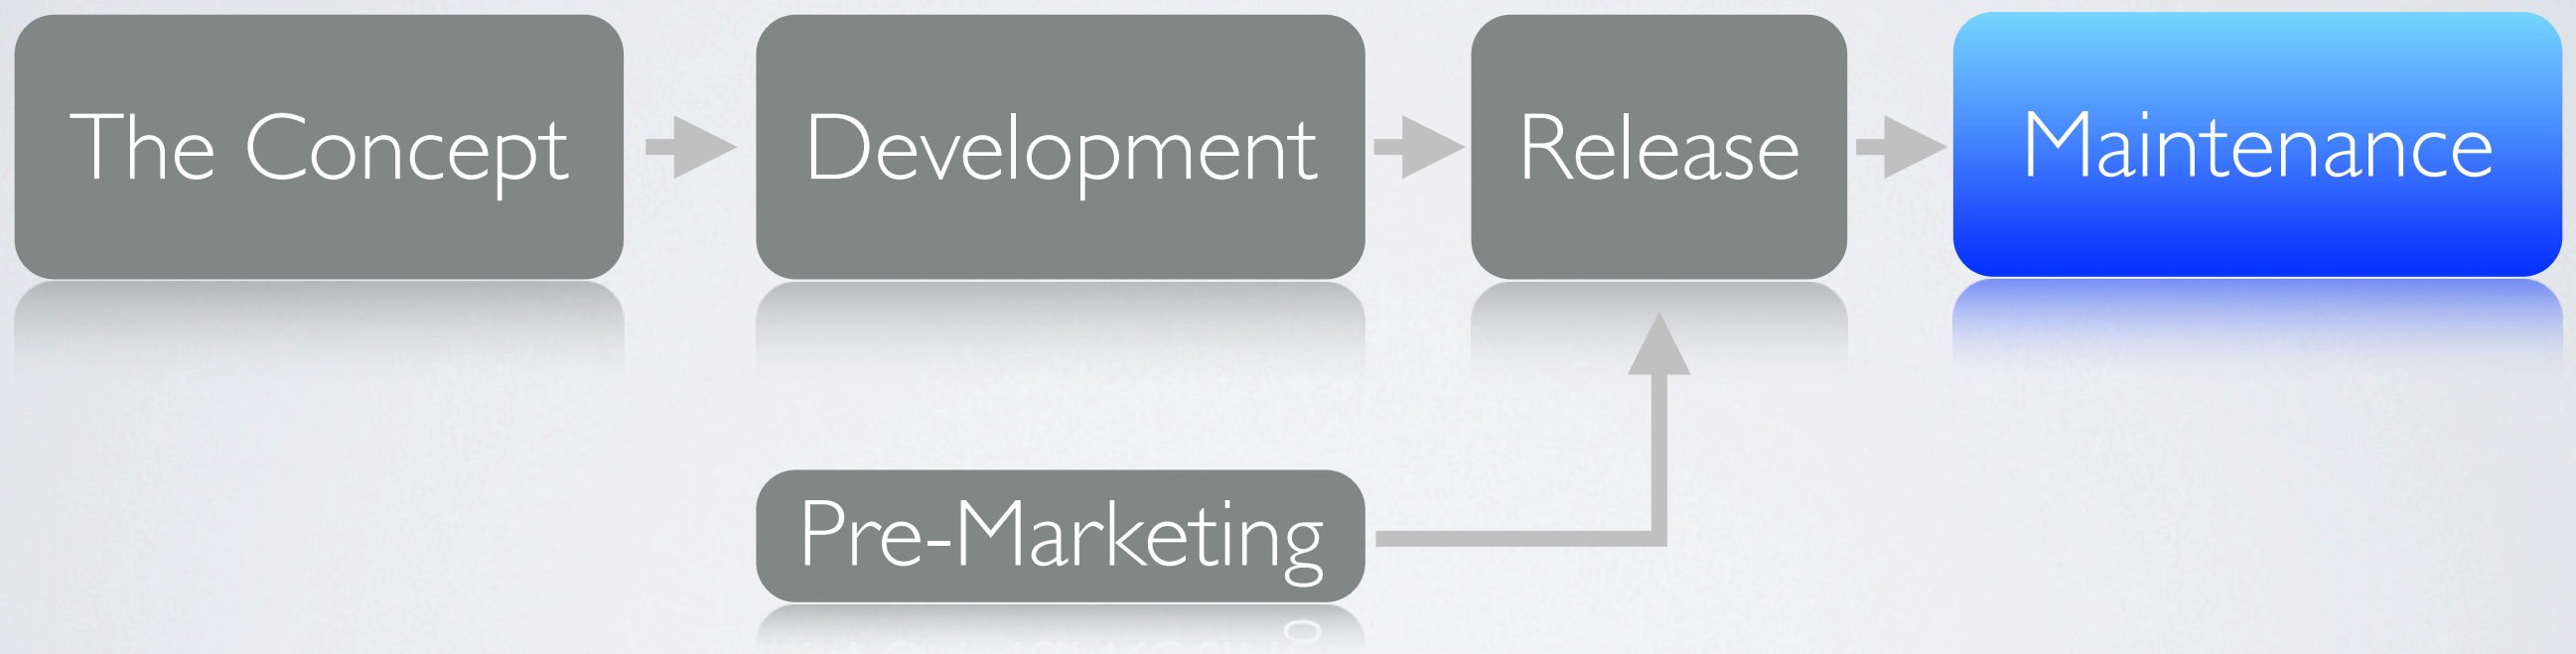 The Concept
Development
Release
Maintenance
Pre-Marketing